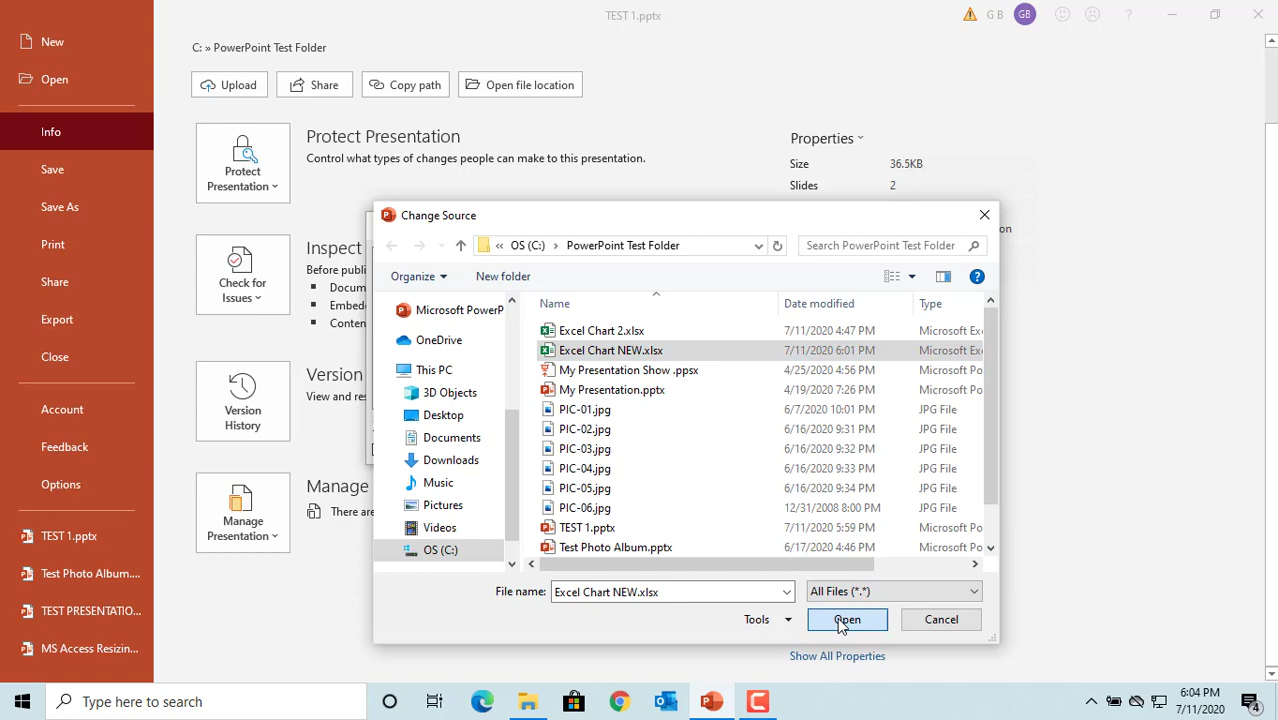 TEST 1.pptx
G B
GB
?
New
Open
Info
Save
Save As
Print
Share
Export
Close
Account
Feedback
Options
TEST 1.pptx
Test Photo Album....
TEST PRESENTATIO...
MS Access Resizin...
C: » PowerPoint Test Folder
Upload
Share
Copy path
Open file location
Protect
Presentation
Protect Presentation
Control what types of changes people can make to this presentation.
Properties
Size 36.5KB
Slides 2
Check for
Issues
Inspect
Before publi
Docum
Embe
Conten
Version
History
Version
View and res
Manage
Presentation
Manage
There are
Show All Properties
Change Source
« OS (C:) › PowerPoint Test Folder
Search PowerPoint Test Folder
Organize
New folder
?
Microsoft PowerP
OneDrive
This PC
3D Objects
Desktop
Documents
Downloads
Music
Pictures
Videos
OS (C:)
Name Date modified Type
Excel Chart 2.xlsx 7/11/2020 4:47 PM Microsoft Ex
Excel Chart NEW.xlsx 7/11/2020 6:01 PM Microsoft Ex
My Presentation Show .ppsx 4/25/2020 4:56 PM Microsoft Po
My Presentation.pptx 4/19/2020 7:26 PM Microsoft Po
PIC-01.jpg 6/7/2020 10:01 PM JPG File
PIC-02.jpg 6/16/2020 9:31 PM JPG File
PIC-03.jpg 6/16/2020 9:32 PM JPG File
PIC-04.jpg 6/16/2020 9:33 PM JPG File
PIC-05.jpg 6/16/2020 9:34 PM JPG File
PIC-06.jpg 12/31/2008 8:00 PM JPG File
TEST 1.pptx 7/11/2020 5:59 PM Microsoft Po
Test Photo Album.pptx 6/17/2020 4:46 PM Microsoft Po
File name: Excel Chart NEW.xlsx All Files (*.*)
Tools Open Cancel
on
Type here to search
6:04 PM
7/11/2020
4